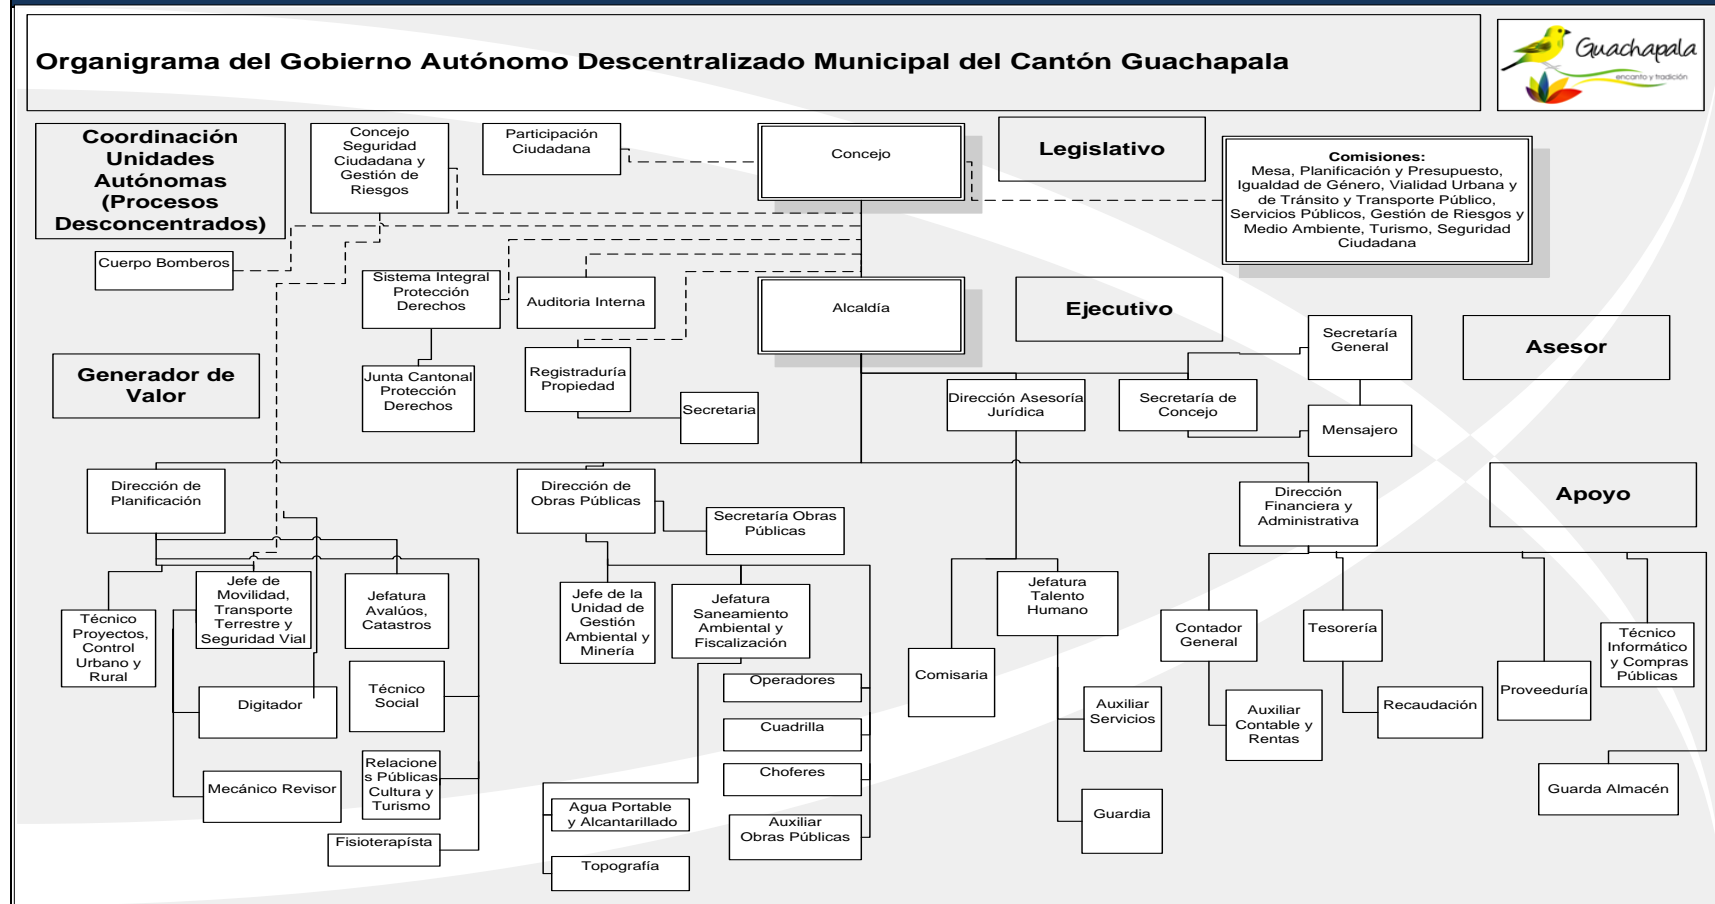 Organigrama del Gobierno Autónomo Descentralizado Municipal del Cantón Guachapala
Guachapala
encanto y tradición
Coordinación
Unidades
Autónomas
(Procesos
Desconcentrados)
Concejo
Seguridad
Ciudadana y
Gestión de
Riesgos
Participación
Ciudadana
Concejo
Legislativo
Comisiones:
Mesa, Planificación y Presupuesto,
Igualdad de Género, Vialidad Urbana y
de Tránsito y Transporte Público,
Servicios Públicos, Gestión de Riesgos y
Medio Ambiente, Turismo, Seguridad
Ciudadana
Cuerpo Bomberos
Sistema Integral
Protección
Derechos
Auditoria Interna
Alcaldía
Ejecutivo
Secretaría
General
Asesor
Generador de
Valor
Junta Cantonal
Protección
Derechos
Registraduría
Propiedad
Secretaria
Dirección Asesoría
Jurídica
Secretaría de
Concejo
Mensajero
Dirección de
Planificación
Dirección de
Obras Públicas
Secretaría Obras
Públicas
Dirección
Financiera y
Administrativa
Apoyo
Técnico
Proyectos,
Control
Urbano y
Rural
Jefe de
Movilidad,
Transporte
Terrestre y
Seguridad Vial
Jefatura
Avalúos,
Catastros
Jefe de la
Unidad de
Gestión
Ambiental y
Minería
Jefatura
Saneamiento
Ambiental y
Fiscalización
Jefatura
Talento
Humano
Contador
General
Tesorería
Técnico
Informático
y Compras
Públicas
Comisaria
Proveeduría
Digitador
Técnico
Social
Operadores
Auxiliar
Servicios
Auxiliar
Contable y
Rentas
Recaudación
Cuadrilla
Mecánico Revisor
Relacione
s Públicas
Cultura y
Turismo
Choferes
Guarda Almacén
Agua Portable
y Alcantarillado
Auxiliar
Obras Públicas
Guardia
Fisioterapísta
Topografía